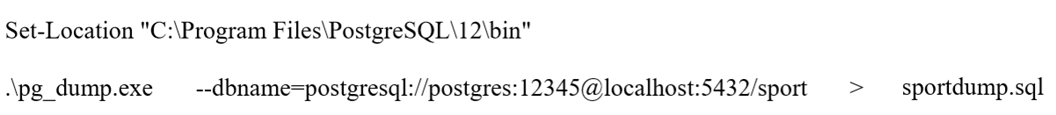 Set-Location "C:\Program Files\PostgreSQL\12\bin"
.\pg_dump.exe --dbname=postgresql://postgres:12345@localhost:5432/sport > sportdump.sql